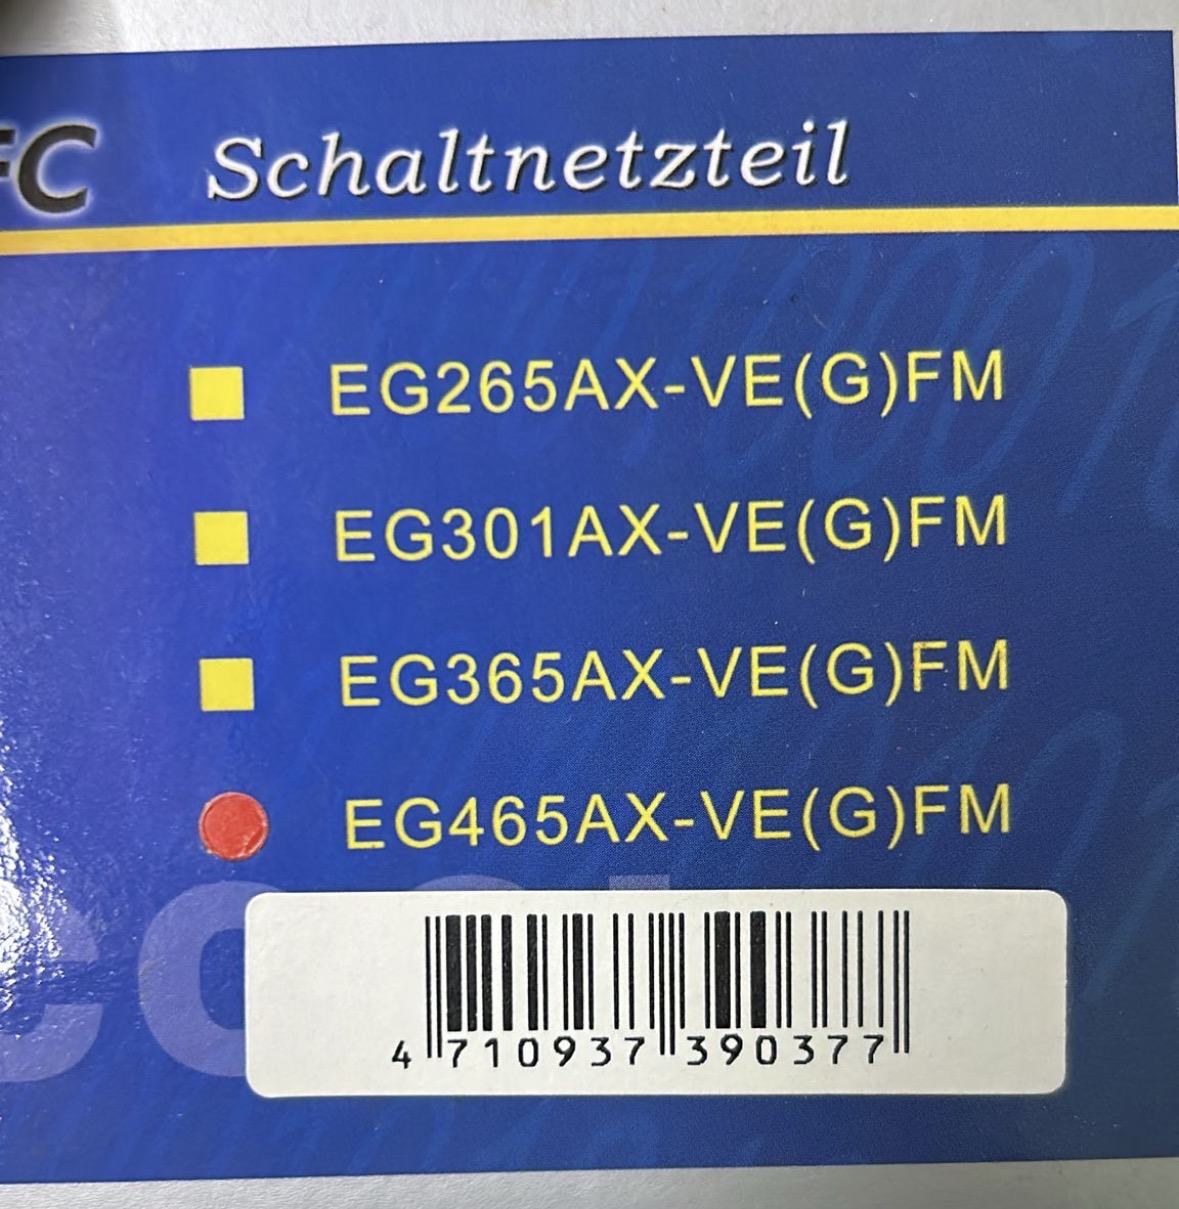 FC Schaltnetzteil
EG265AX-VE(G)FM
EG301AX-VE(G)FM
EG365AX-VE(G)FM
EG465AX-VE(G)FM
4 710937 390377